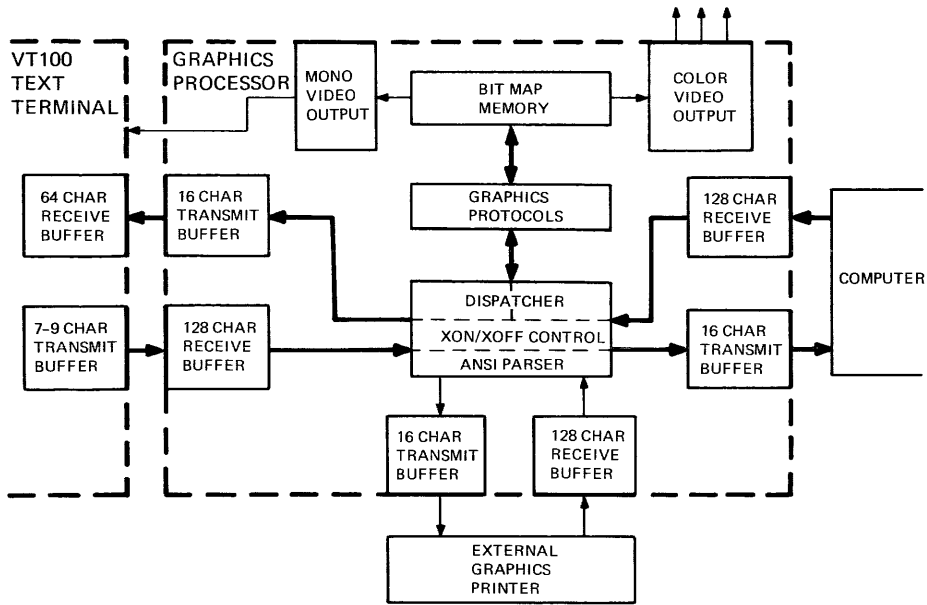 VT100
TEXT
TERMINAL
GRAPHICS
PROCESSOR
MONO
VIDEO
OUTPUT
BIT MAP
MEMORY
COLOR
VIDEO
OUTPUT
64 CHAR
RECEIVE
BUFFER
16 CHAR
TRANSMIT
BUFFER
GRAPHICS
PROTOCOLS
128 CHAR
RECEIVE
BUFFER
COMPUTER
7-9 CHAR
TRANSMIT
BUFFER
128 CHAR
RECEIVE
BUFFER
DISPATCHER
XON/XOFF CONTROL
ANSI PARSER
16 CHAR
TRANSMIT
BUFFER
16 CHAR
TRANSMIT
BUFFER
128 CHAR
RECEIVE
BUFFER
EXTERNAL
GRAPHICS
PRINTER